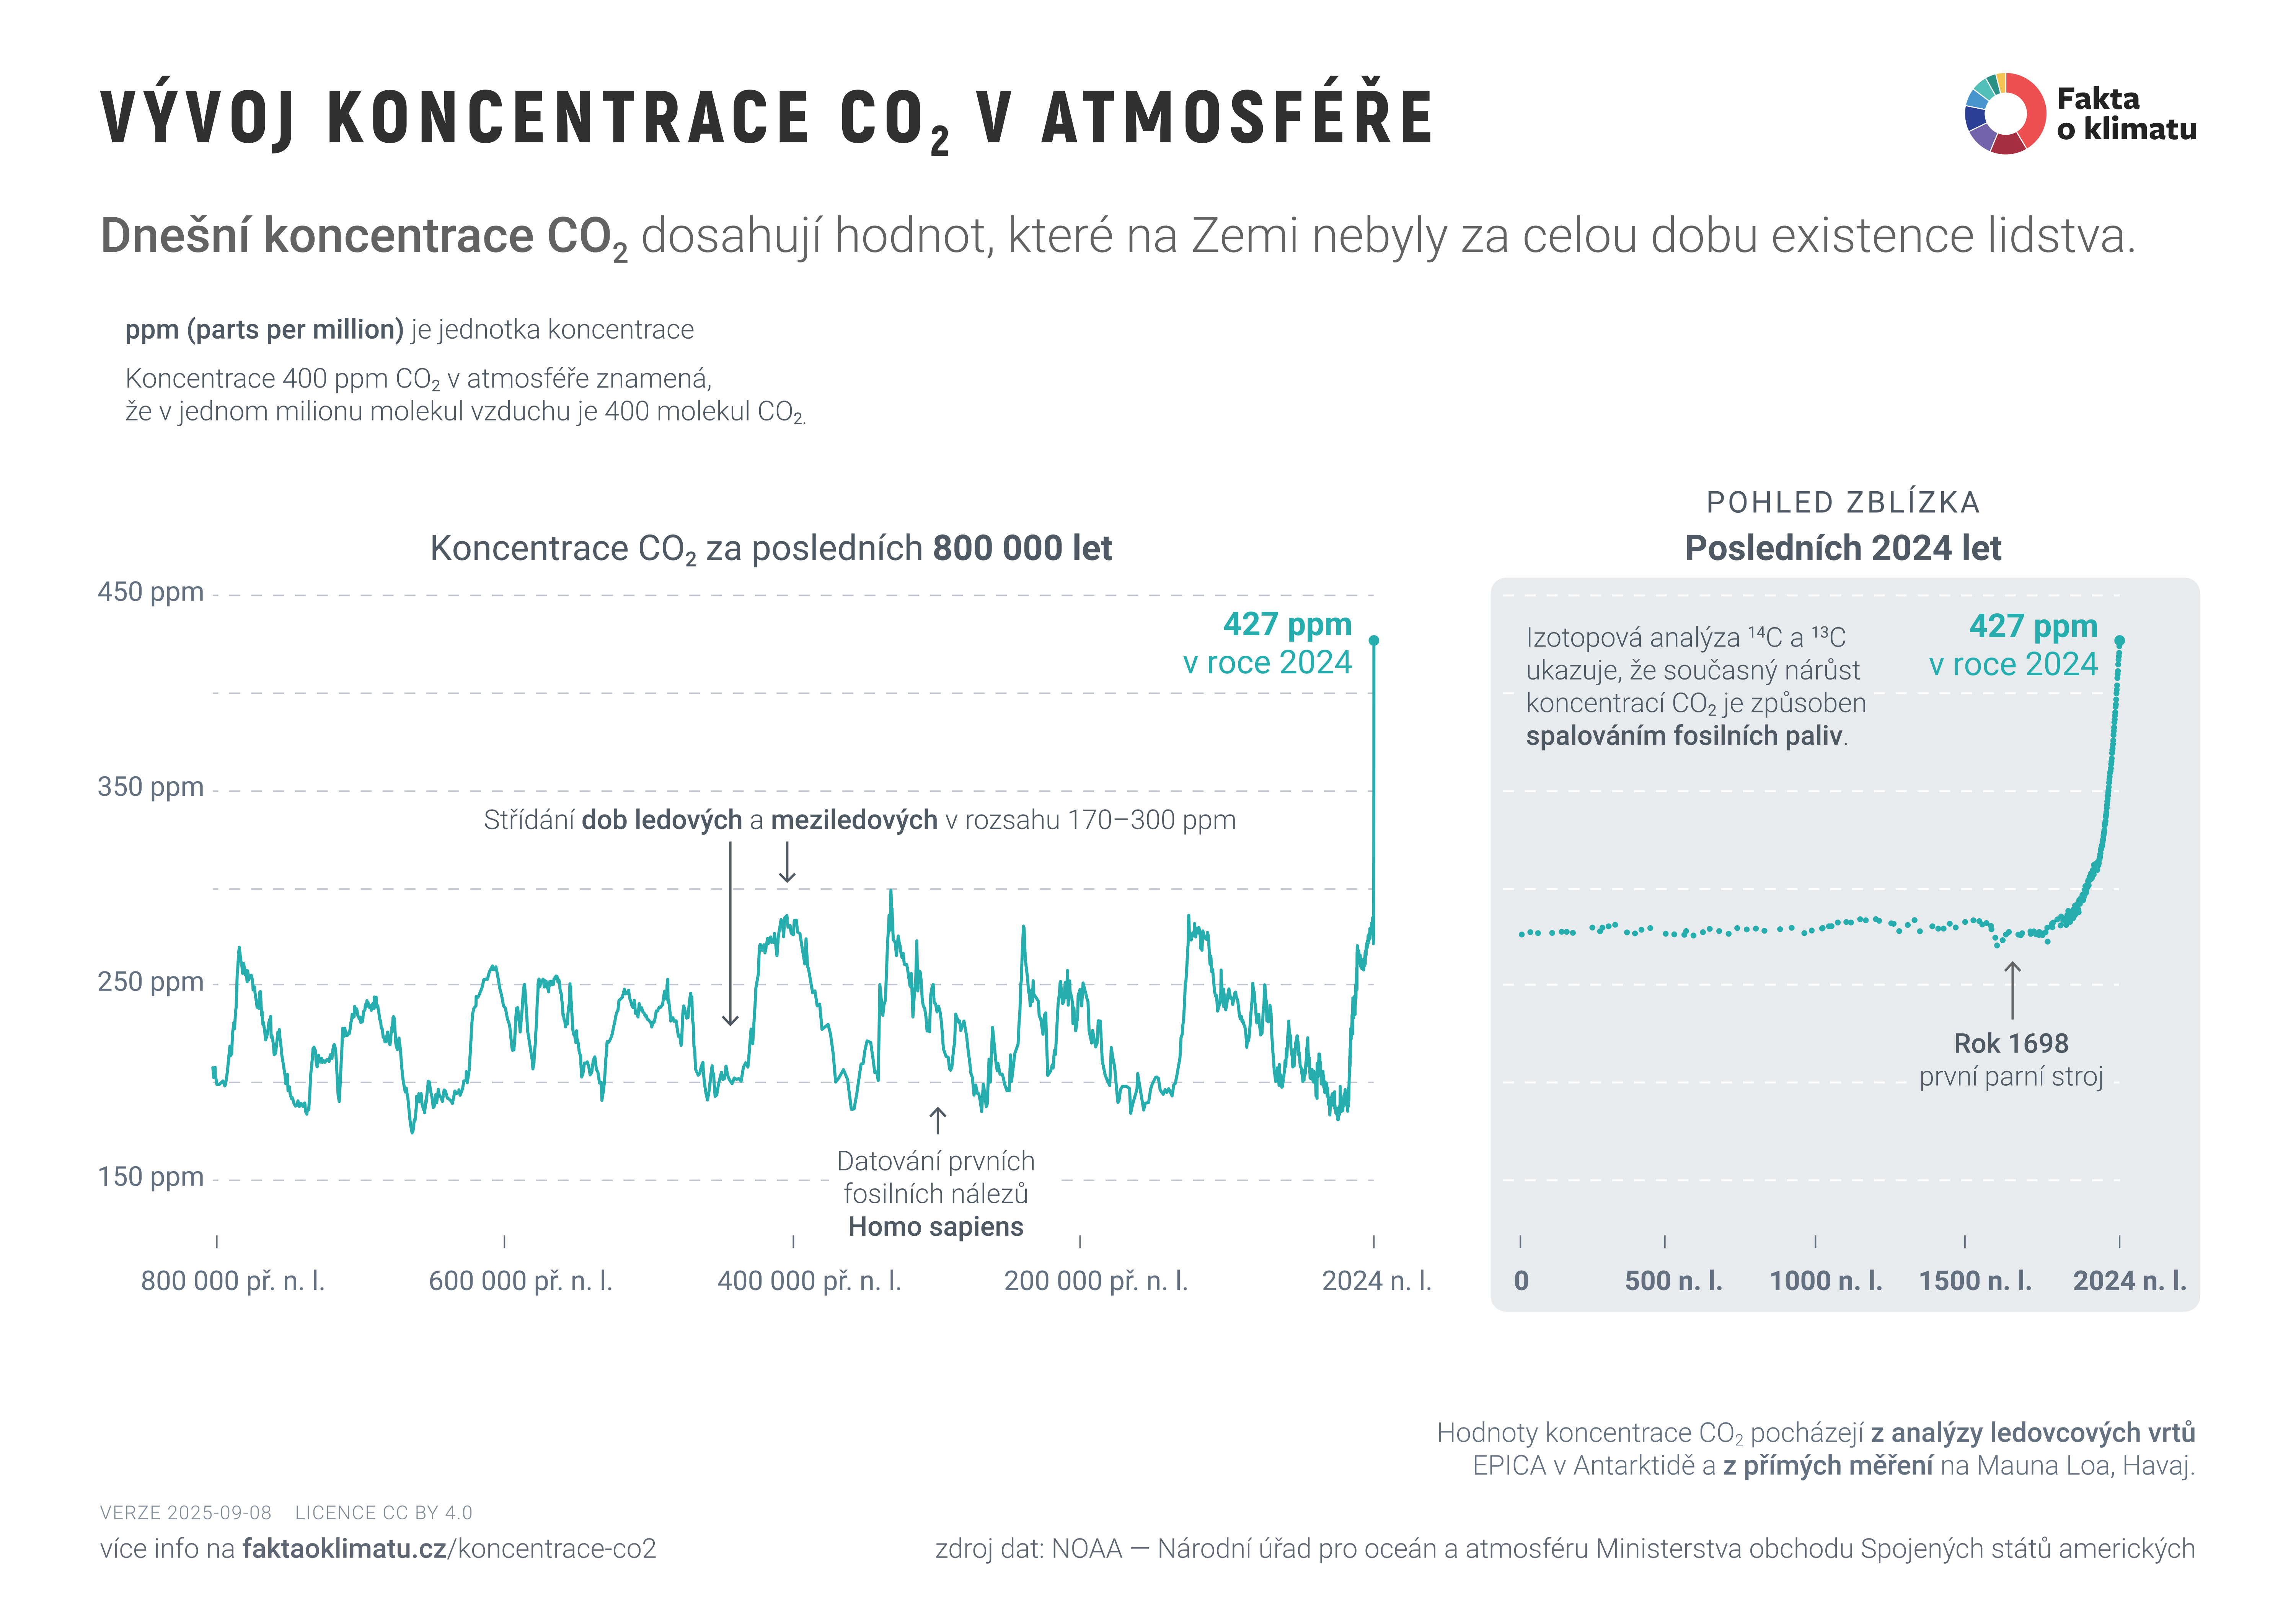 VÝVOJ KONCENTRACE CO₂ V ATMOSFÉŘE
Fakta
o klimatu
Dnešní koncentrace CO₂ dosahují hodnot, které na Zemi nebyly za celou dobu existence lidstva.
ppm (parts per million) je jednotka koncentrace
Koncentrace 400 ppm CO₂ v atmosféře znamená,
že v jednom milionu molekul vzduchu je 400 molekul CO₂.
Koncentrace CO₂ za posledních 800 000 let
450 ppm
350 ppm
250 ppm
150 ppm
427 ppm
v roce 2024
Střídání dob ledových a meziledových v rozsahu 170–300 ppm
Datování prvních
fosilních nálezů
Homo sapiens
800 000 př. n. l.
600 000 př. n. l.
400 000 př. n. l.
200 000 př. n. l.
2024 n. l.
POHLED ZBLÍZKA
Posledních 2024 let
Izotopová analýza ¹⁴C a ¹³C
ukazuje, že současný nárůst
koncentrací CO₂ je způsoben
spalováním fosilních paliv.
427 ppm
v roce 2024
Rok 1698
první parní stroj
0
500 n. l.
1000 n. l.
1500 n. l.
2024 n. l.
Hodnoty koncentrace CO₂ pocházejí z analýzy ledovcových vrtů
EPICA v Antarktidě a z přímých měření na Mauna Loa, Havaj.
VERZE 2025-09-08 LICENCE CC BY 4.0
více info na faktaoklimatu.cz/koncentrace-co2
zdroj dat: NOAA — Národní úřad pro oceán a atmosféru Ministerstva obchodu Spojených států amerických